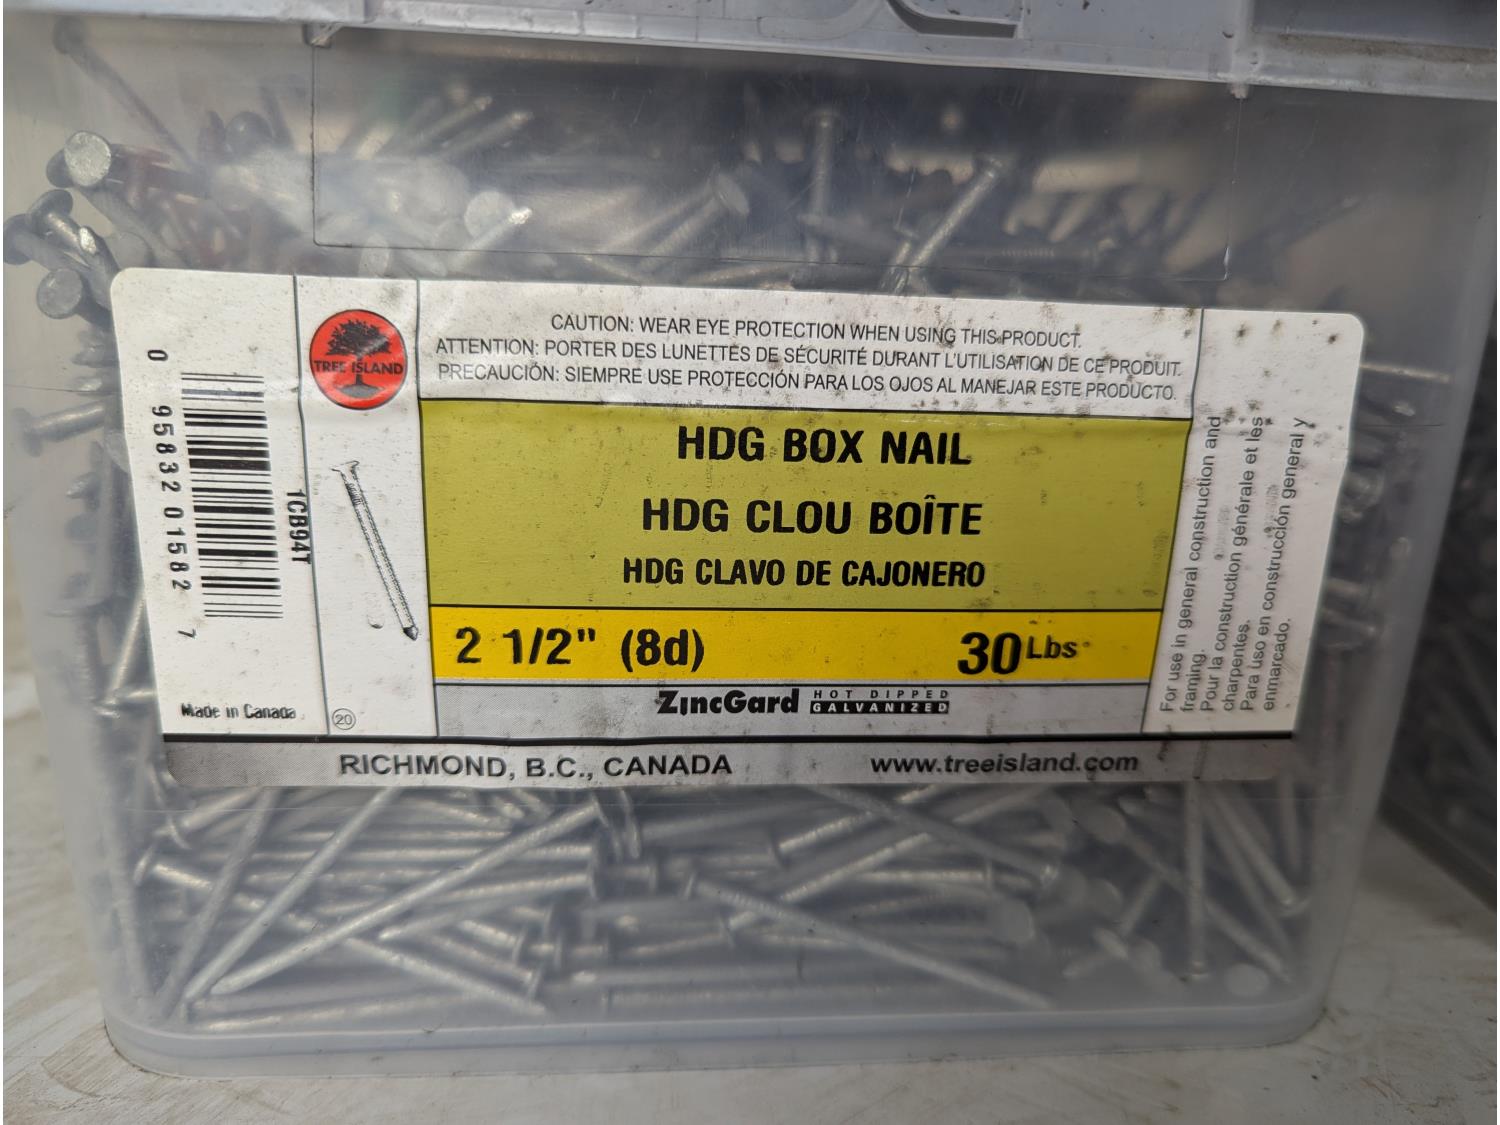 CAUTION: WEAR EYE PROTECTION WHEN USING THIS PRODUCT.
ATTENTION: PORTER DES LUNETTES DE SÉCURITÉ DURANT L'UTILISATION DE CE PRODUIT.
PRECAUCIÓN: SIEMPRE USE PROTECCIÓN PARA LOS OJOS AL MANEJAR ESTE PRODUCTO.
TREE ISLAND
0 95832 01582 7
1CB94T
Made in Canada
20
HDG BOX NAIL
HDG CLOU BOÎTE
HDG CLAVO DE CAJONERO
2 1/2" (8d) 30 Lbs
ZincGard HOT DIPPED
GALVANIZED
For use in general construction and
framing.
Pour la construction générale et les
charpentes.
Para uso en construcción general y
enmarcado.
RICHMOND, B.C., CANADA www.treeisland.com